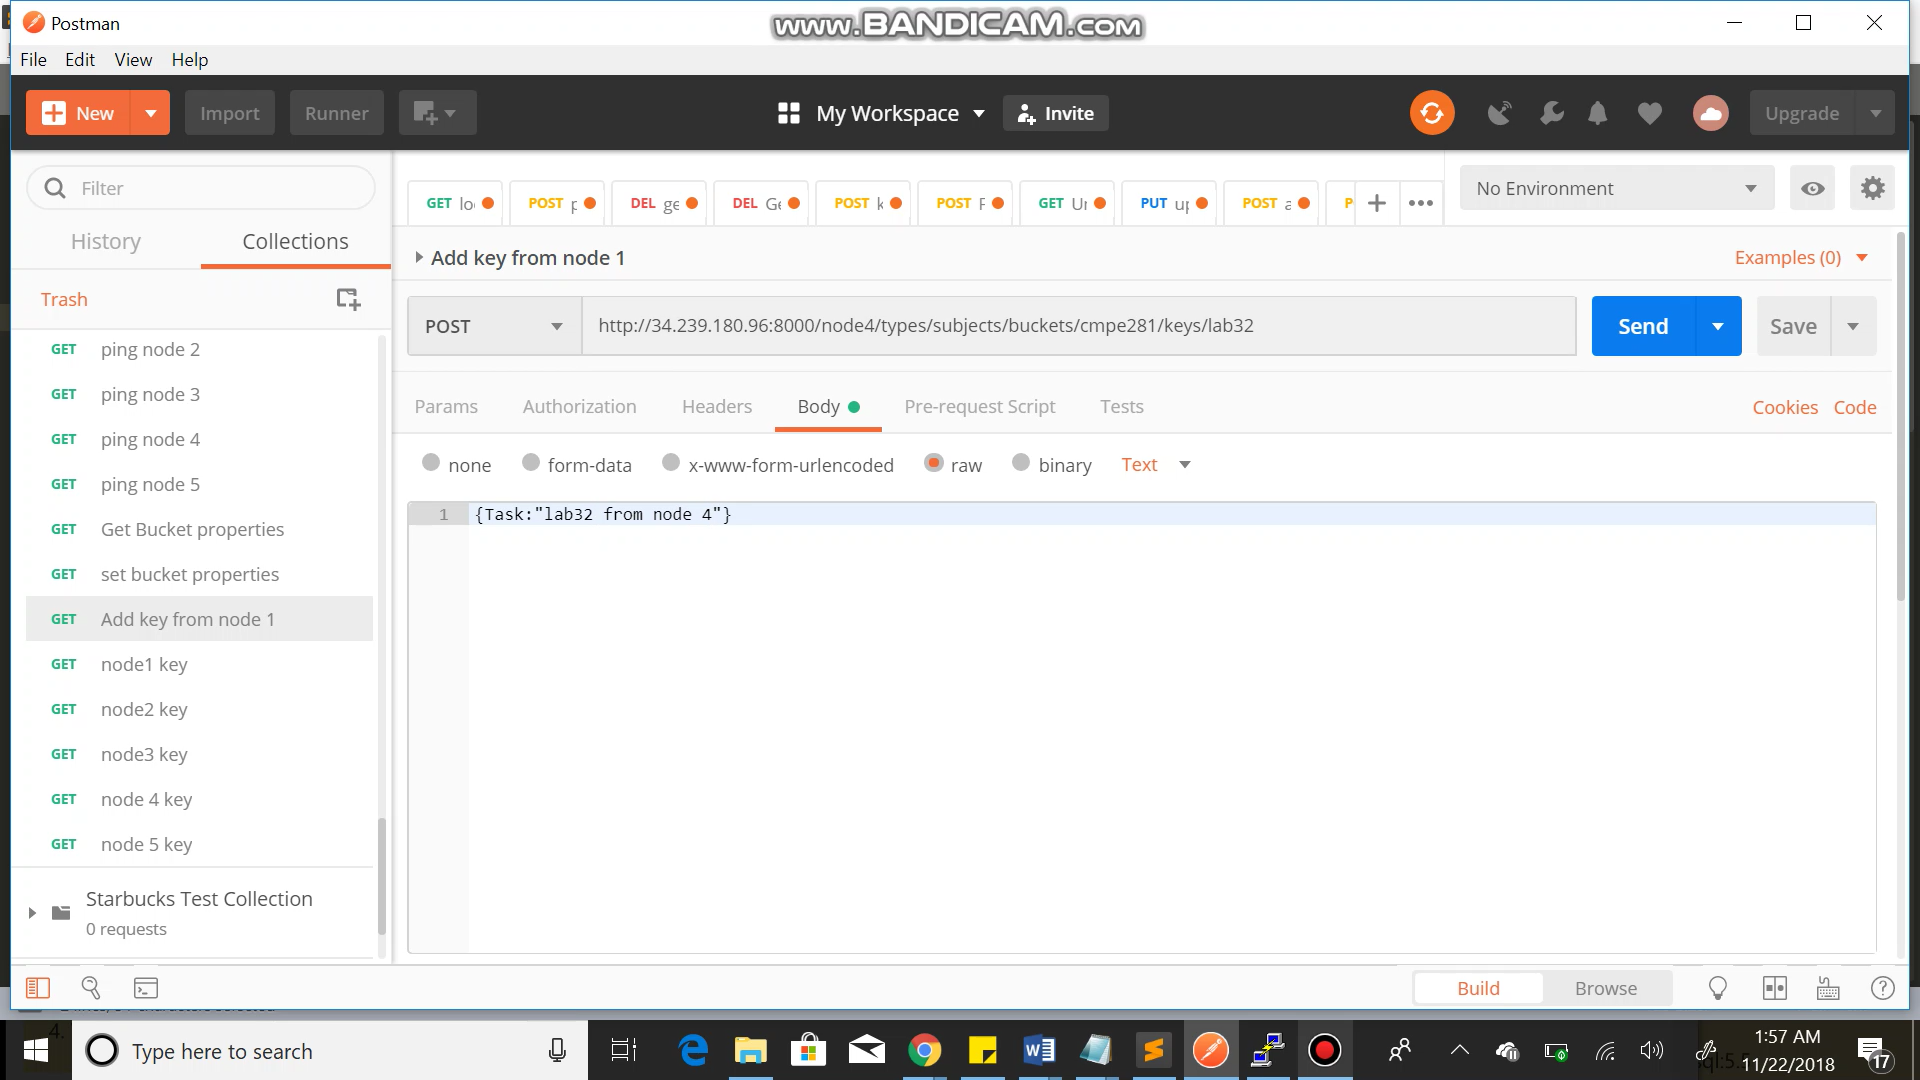 Postman
www.BANDICAM.com
File Edit View Help
New
Import
Runner
My Workspace
Invite
Upgrade
Filter
History
Collections
Trash
GET ping node 2
GET ping node 3
GET ping node 4
GET ping node 5
GET Get Bucket properties
GET set bucket properties
GET Add key from node 1
GET node1 key
GET node2 key
GET node3 key
GET node 4 key
GET node 5 key
Starbucks Test Collection
0 requests
GET lo
POST p
DEL ge
DEL Ge
POST k
POST F
GET Ur
PUT up
POST a
P
No Environment
Add key from node 1
Examples (0)
POST
http://34.239.180.96:8000/node4/types/subjects/buckets/cmpe281/keys/lab32
Send
Save
Params
Authorization
Headers
Body
Pre-request Script
Tests
Cookies
Code
none
form-data
x-www-form-urlencoded
raw
binary
Text
1 {Task:"lab32 from node 4"}
Build
Browse
Type here to search
1:57 AM
11/22/2018
17